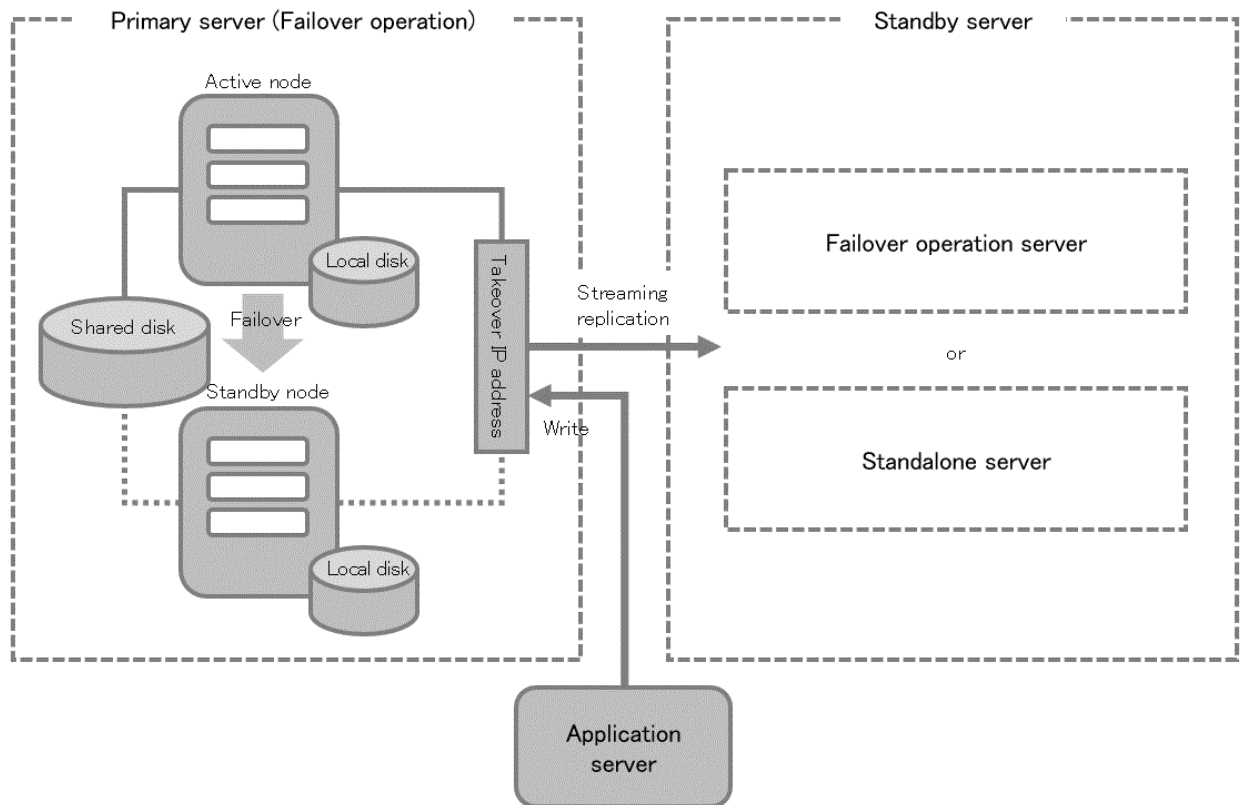 Primary server (Failover operation)
Standby server
Active node
Local disk
Takeover IP address
Shared disk
Failover
Standby node
Local disk
Streaming
replication
Write
Failover operation server
or
Standalone server
Application
server